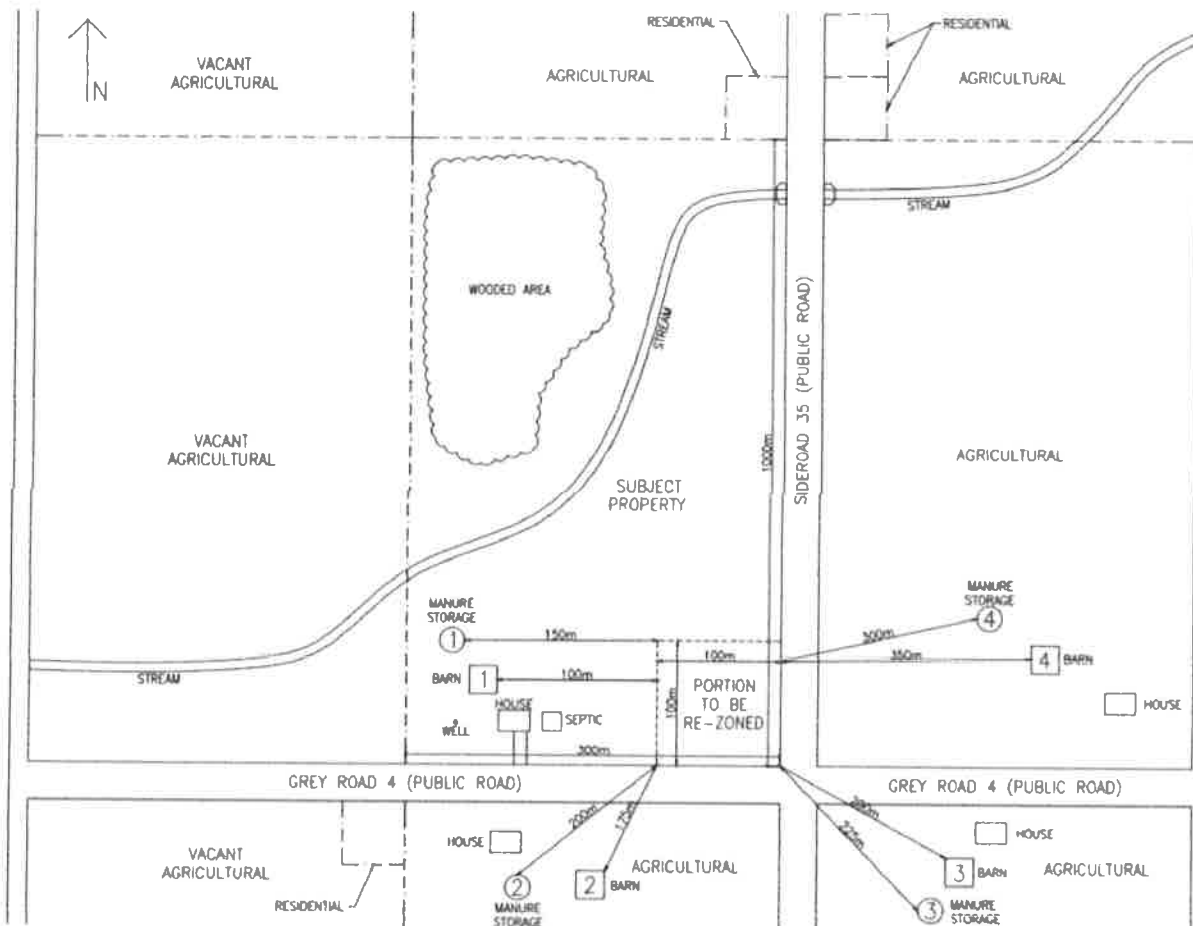 RESIDENTIAL
RESIDENTIAL
N
VACANT
AGRICULTURAL
AGRICULTURAL
AGRICULTURAL
STREAM
WOODED AREA
STREAM
SIDEROAD 35 (PUBLIC ROAD)
1000m
VACANT
AGRICULTURAL
SUBJECT
PROPERTY
AGRICULTURAL
MANURE
STORAGE
1
150m
MANURE
STORAGE
4
300m
100m
350m
4
BARN
BARN
1
100m
100m
PORTION
TO BE
RE-ZONED
STREAM
HOUSE
SEPTIC
WELL
HOUSE
300m
GREY ROAD 4 (PUBLIC ROAD)
GREY ROAD 4 (PUBLIC ROAD)
200m
175m
225m
HOUSE
HOUSE
VACANT
AGRICULTURAL
AGRICULTURAL
AGRICULTURAL
RESIDENTIAL
2
MANURE
STORAGE
2
BARN
3
BARN
3
MANURE
STORAGE